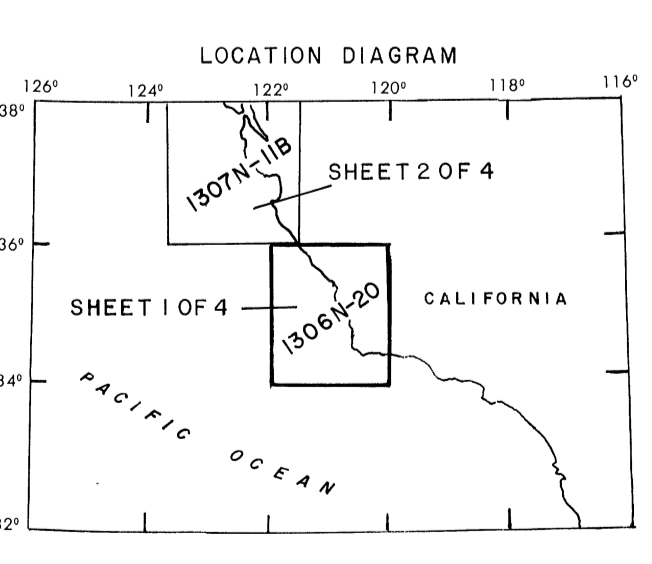 LOCATION DIAGRAM
126° 124° 122° 120° 118° 116°
38°
1307N-11B
SHEET 2 OF 4
36°
SHEET 1 OF 4
1306N-20
CALIFORNIA
34°
PACIFIC OCEAN
32°